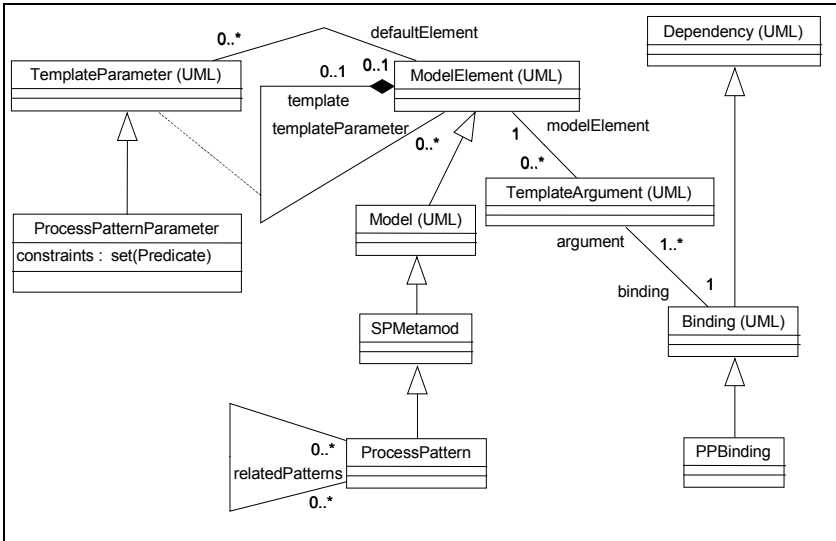 0..*
defaultElement
Dependency (UML)
TemplateParameter (UML)
0..1
0..1
ModelElement (UML)
template
templateParameter
0..*
1
modelElement
0..*
TemplateArgument (UML)
ProcessPatternParameter
constraints : set(Predicate)
Model (UML)
argument
1..*
binding
1
SPMetamod
Binding (UML)
0..*
ProcessPattern
relatedPatterns
0..*
PPBinding